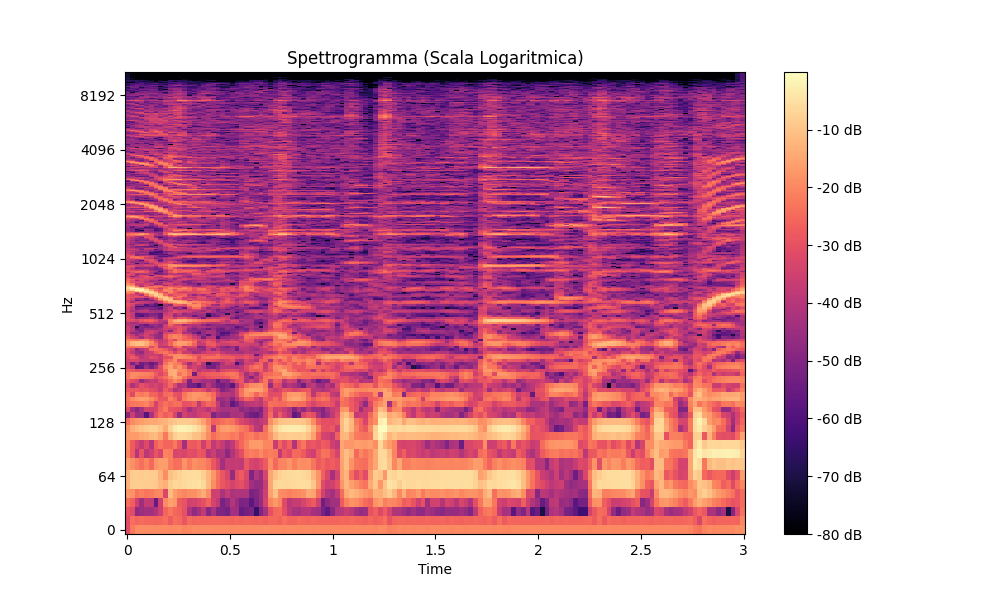 Spettrogramma (Scala Logaritmica)
8192
4096
2048
1024
512
256
128
64
0
Hz
0 0.5 1 1.5 2 2.5 3
Time
-10 dB
-20 dB
-30 dB
-40 dB
-50 dB
-60 dB
-70 dB
-80 dB